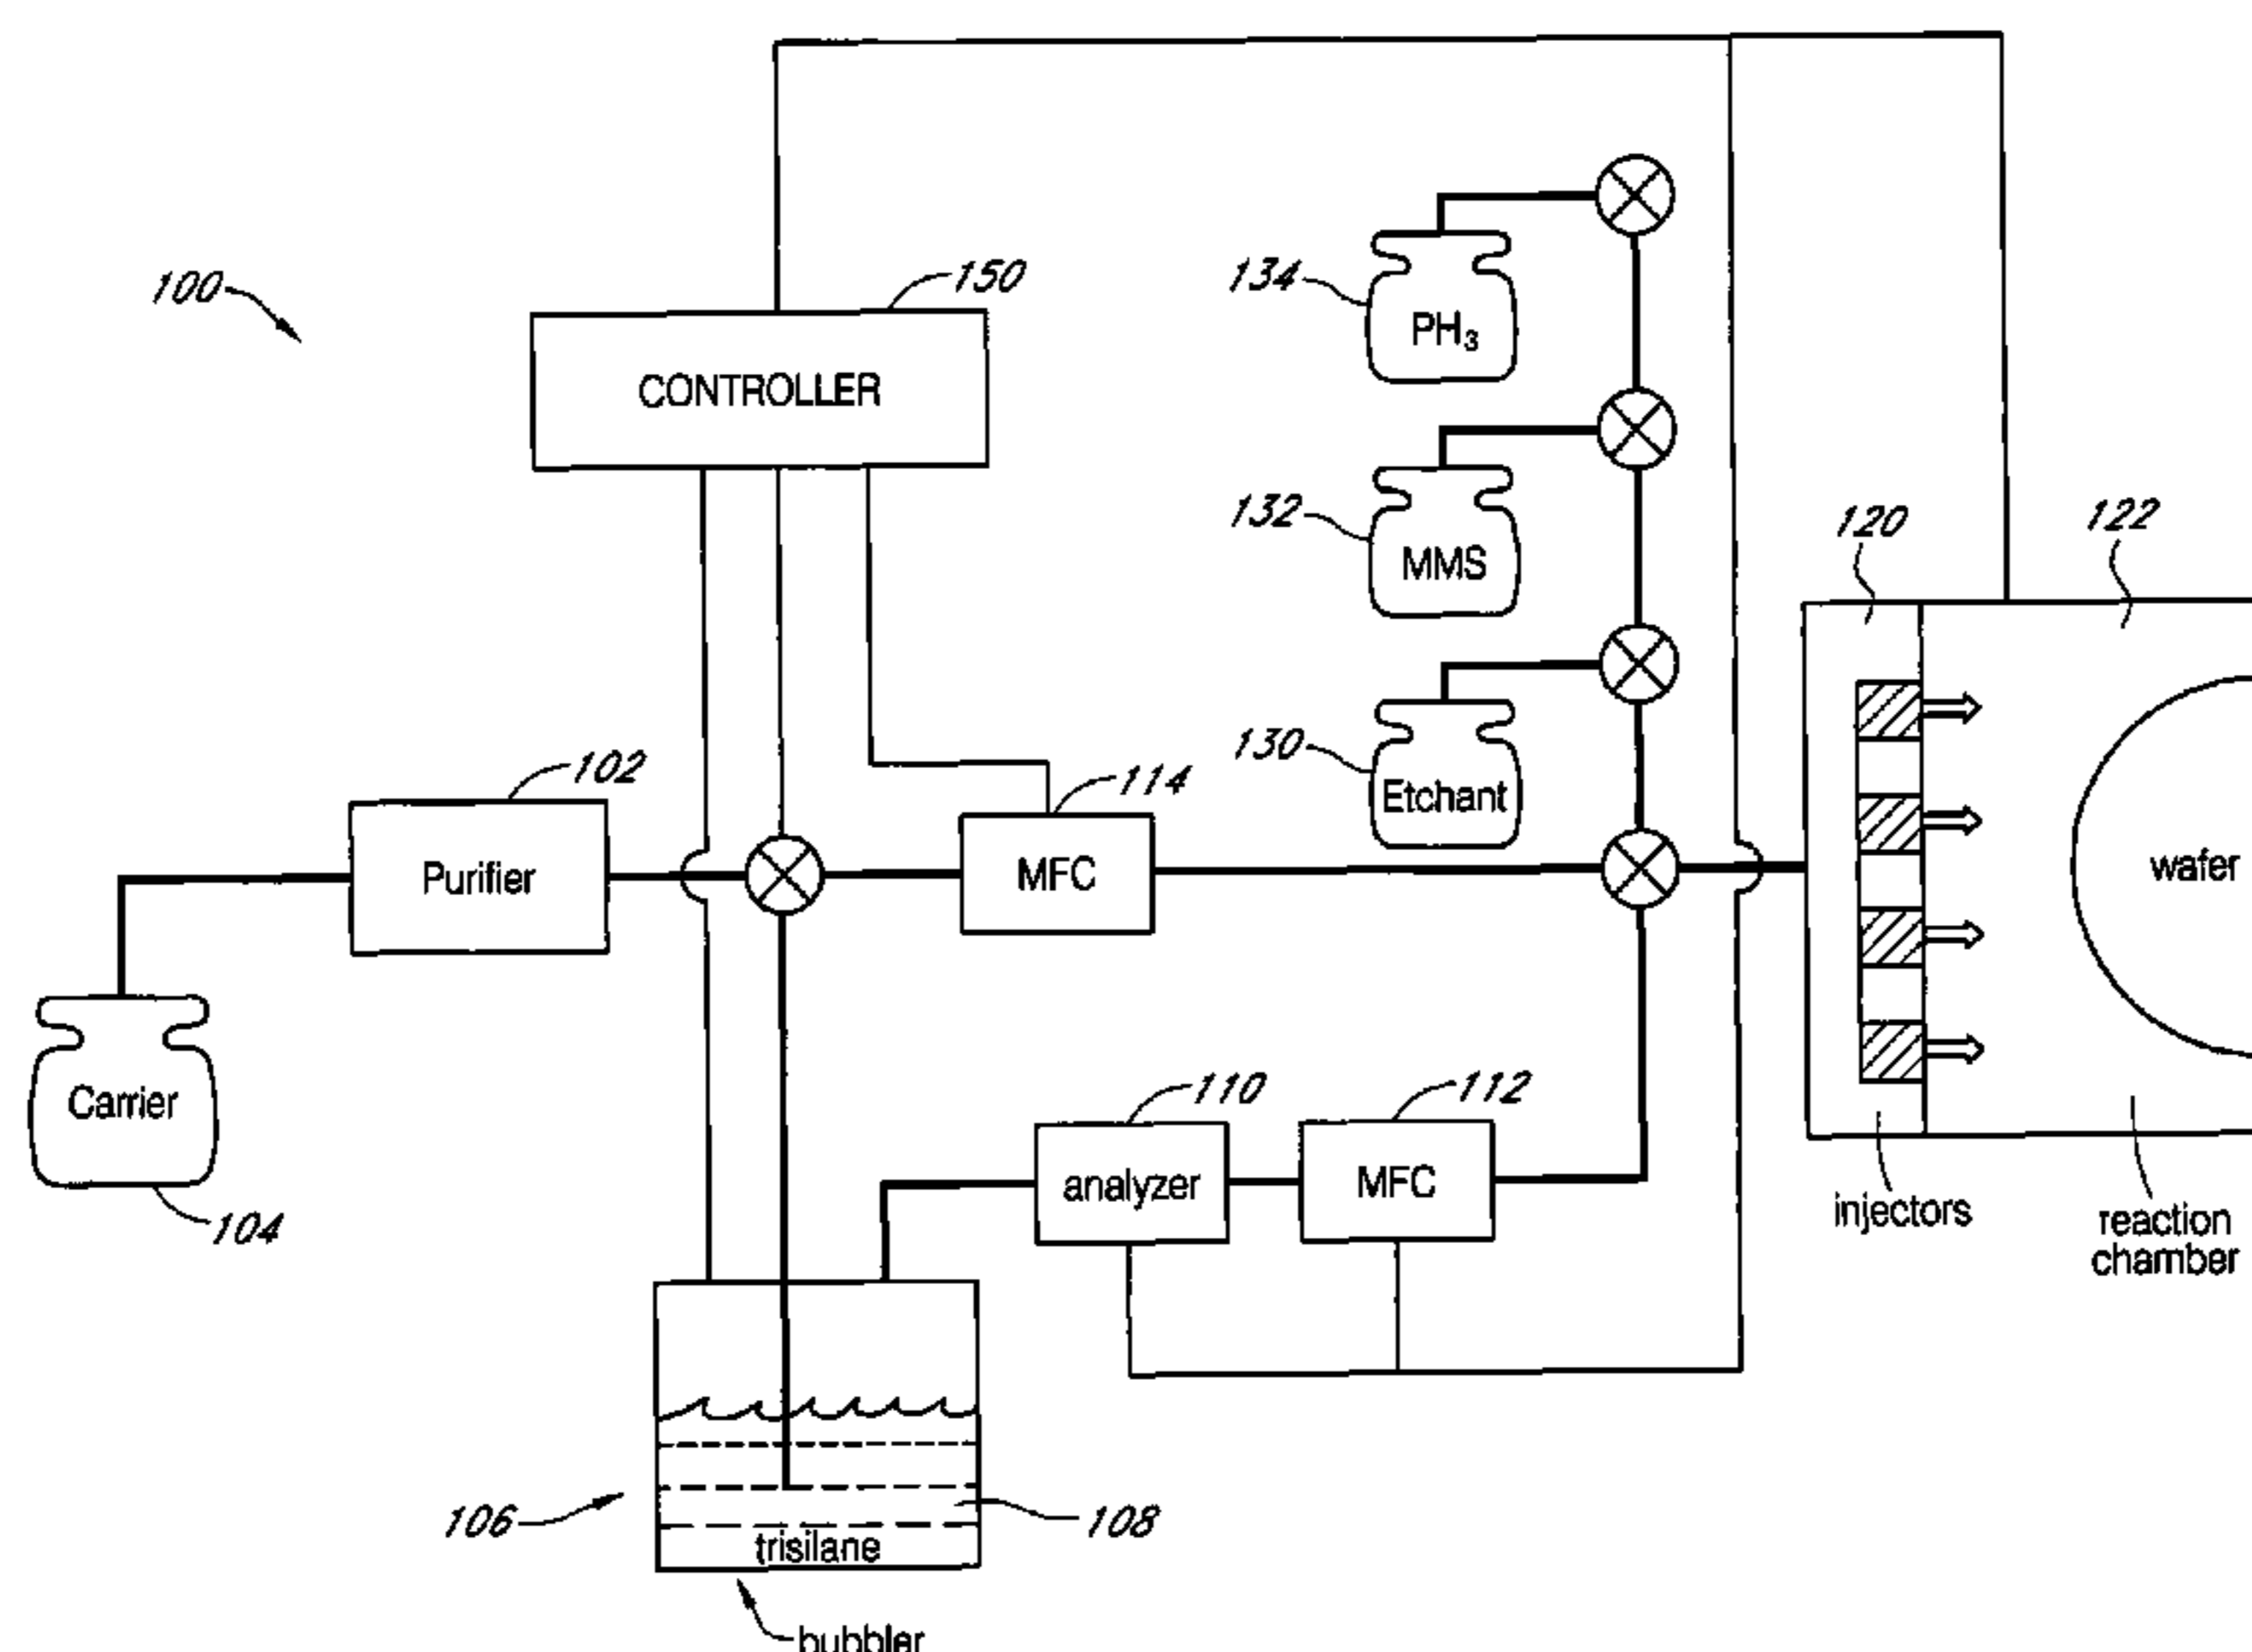 100
150
CONTROLLER
134
PH₃
132
MMS
120
122
130
Etchant
102
Purifier
114
MFC
wafer
Carrier
104
110
analyzer
112
MFC
injectors
reaction
chamber
106
108
trisilane
bubbler